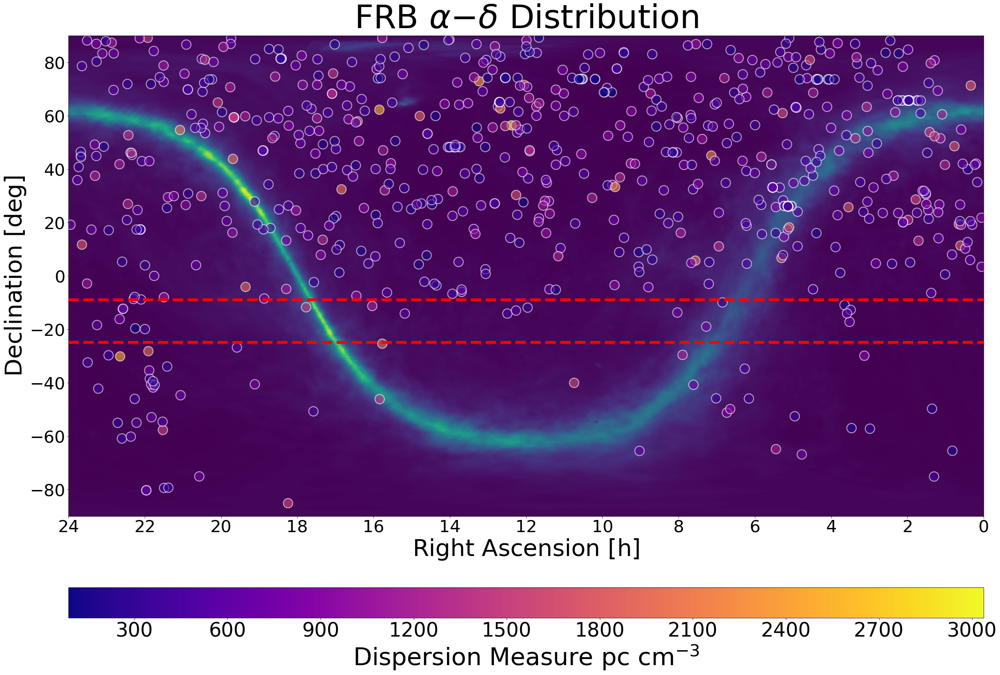 FRB α−δ Distribution
Declination [deg]
80
60
40
20
0
−20
−40
−60
−80
24 22 20 18 16 14 12 10 8 6 4 2 0
Right Ascension [h]
300 600 900 1200 1500 1800 2100 2400 2700 3000
Dispersion Measure pc cm⁻³